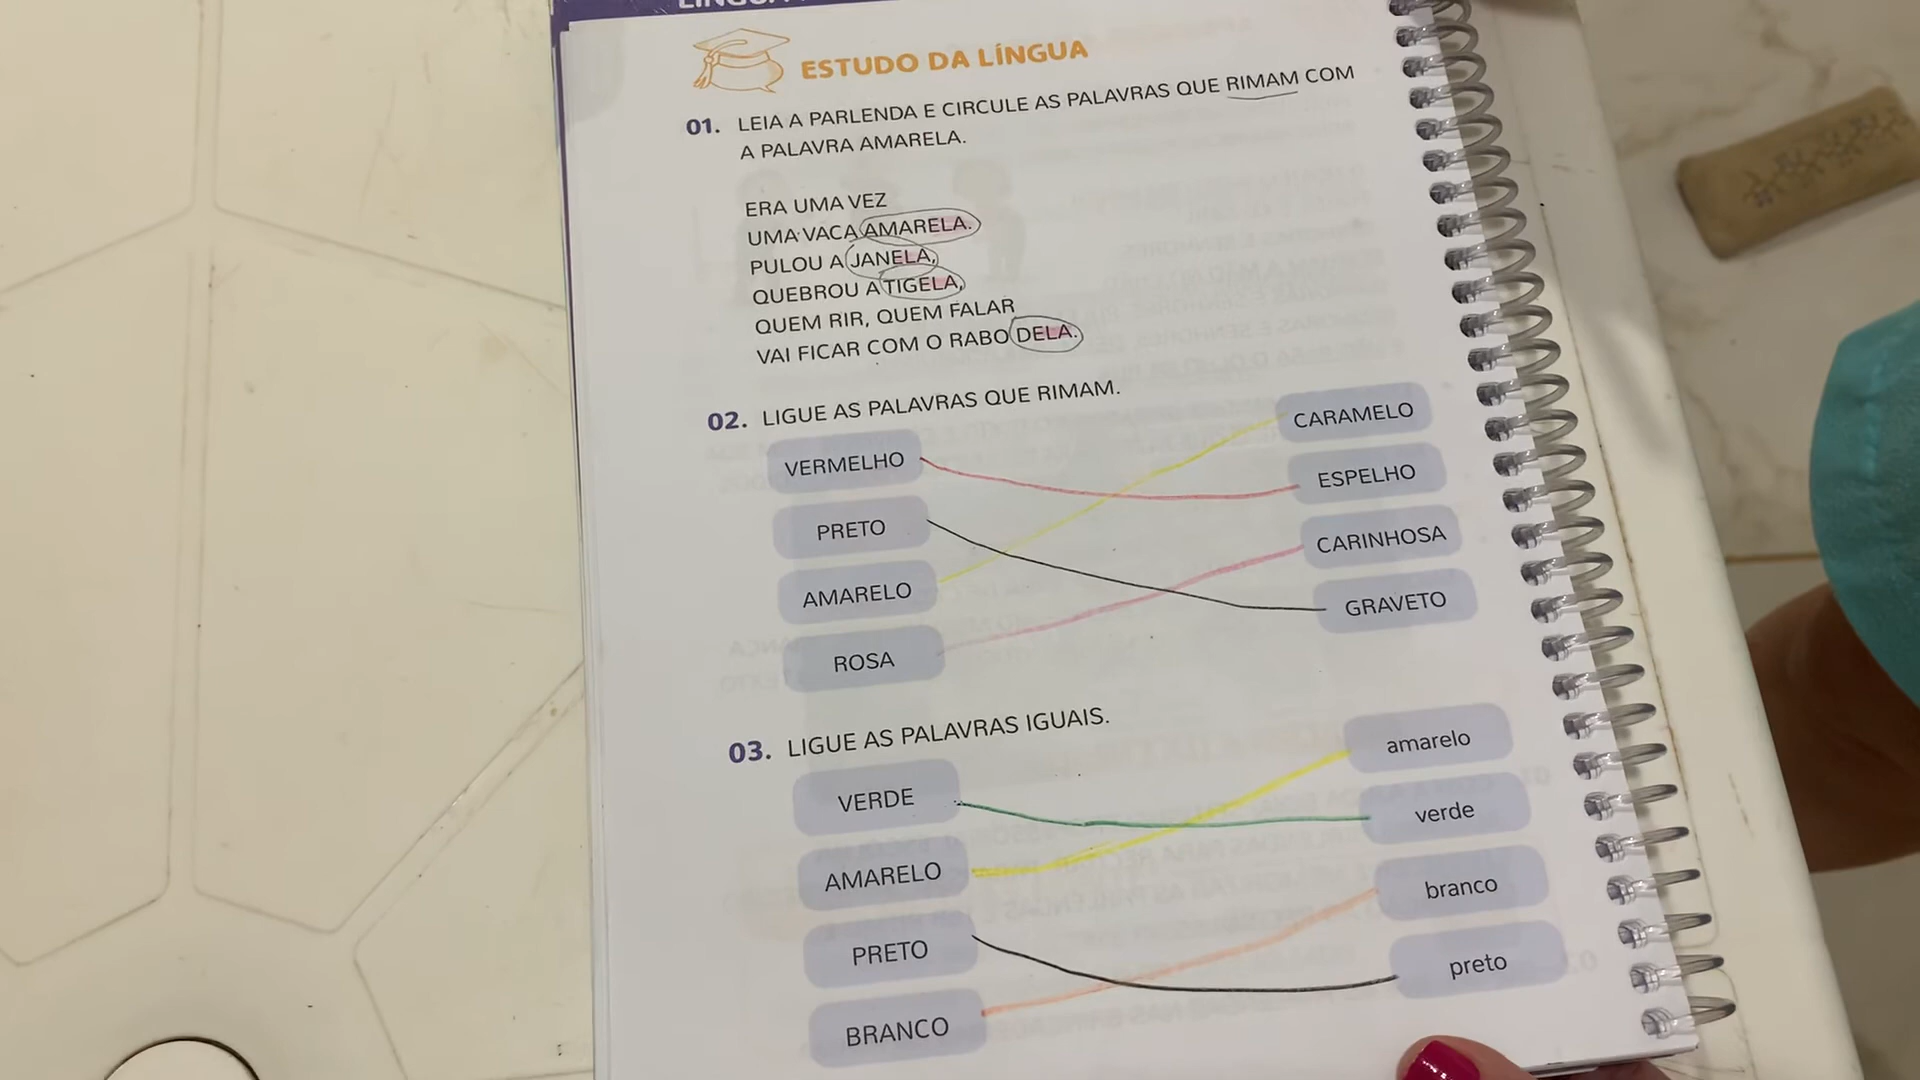 ESTUDO DA LÍNGUA
01. LEIA A PARLENDA E CIRCULE AS PALAVRAS QUE RIMAM COM
A PALAVRA AMARELA.
ERA UMA VEZ
UMA VACA AMARELA.
PULOU A JANELA,
QUEBROU A TIGELA,
QUEM RIR, QUEM FALAR
VAI FICAR COM O RABO DELA.
02. LIGUE AS PALAVRAS QUE RIMAM.
VERMELHO
PRETO
AMARELO
ROSA
CARAMELO
ESPELHO
CARINHOSA
GRAVETO
03. LIGUE AS PALAVRAS IGUAIS.
VERDE
AMARELO
PRETO
BRANCO
amarelo
verde
branco
preto